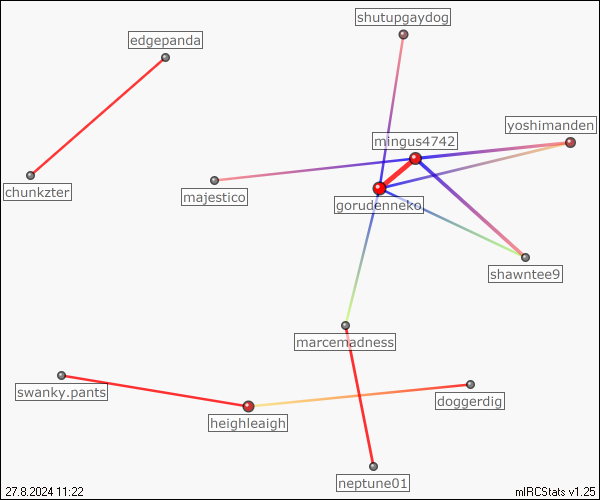 shutupgaydog
edgepanda
yoshimanden
mingus4742
chunkzter
majestico
gorudenneko
shawntee9
marcemadness
swanky.pants
doggerdig
heighleaigh
neptune01
27.8.2024 11:22
mIRCStats v1.25